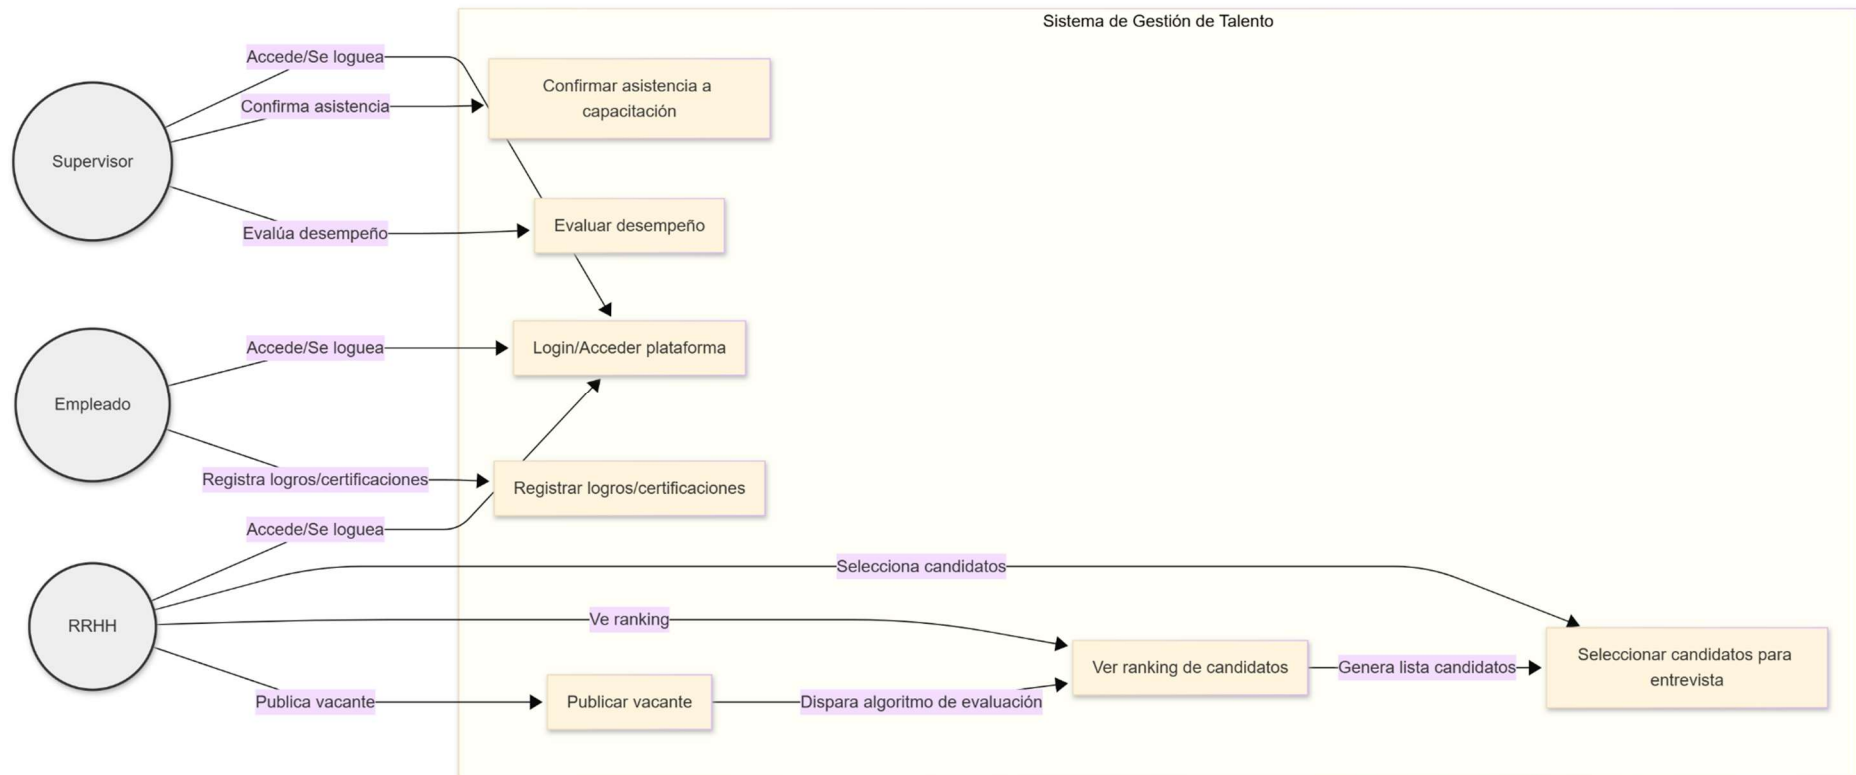 Sistema de Gestión de Talento
Accede/Se loguea
Confirma asistencia
Confirmar asistencia a
capacitación
Supervisor
Evalúa desempeño
Evaluar desempeño
Accede/Se loguea
Login/Acceder plataforma
Empleado
Registra logros/certificaciones
Registrar logros/certificaciones
Accede/Se loguea
Selecciona candidatos
RRHH
Ve ranking
Ver ranking de candidatos
Genera lista candidatos
Seleccionar candidatos para
entrevista
Publica vacante
Publicar vacante
Dispara algoritmo de evaluación